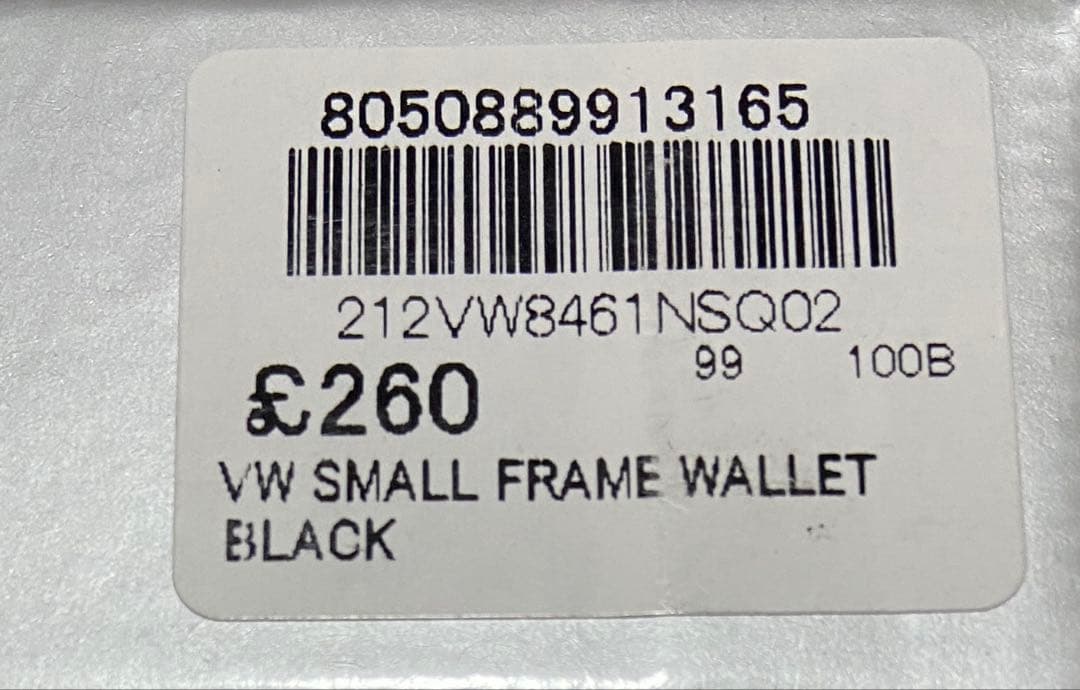 8050889913165
212VW8461NSQ02
99 100B
£260
VW SMALL FRAME WALLET
BLACK